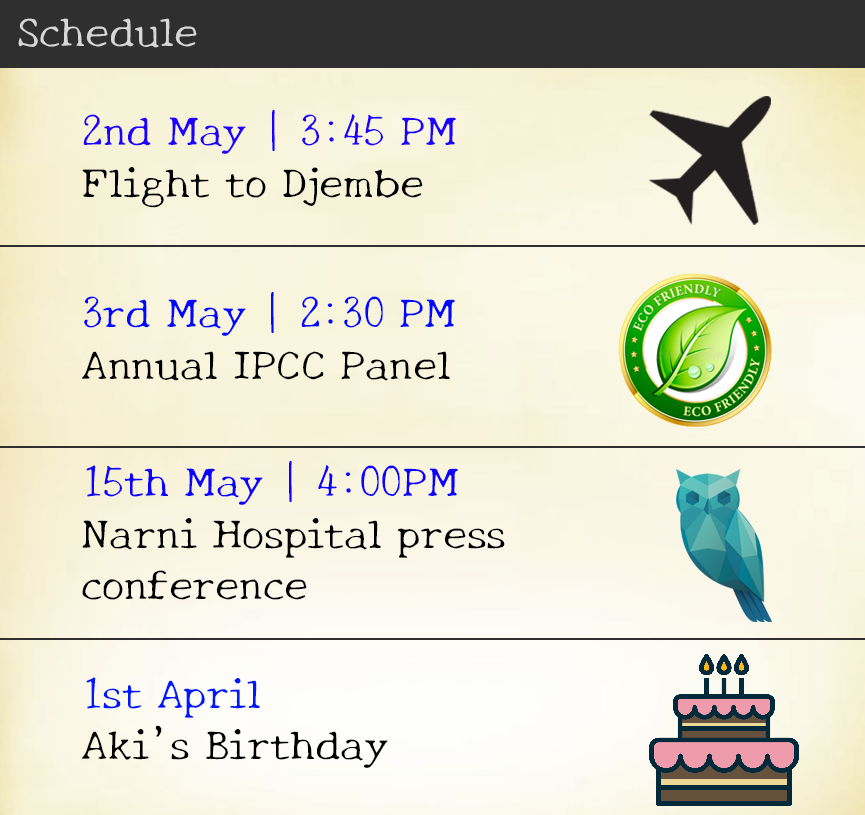 Schedule
2nd May | 3:45 PM
Flight to Djembe
3rd May | 2:30 PM
Annual IPCC Panel
ECO FRIENDLY
ECO FRIENDLY
15th May | 4:00PM
Narni Hospital press
conference
1st April
Aki's Birthday